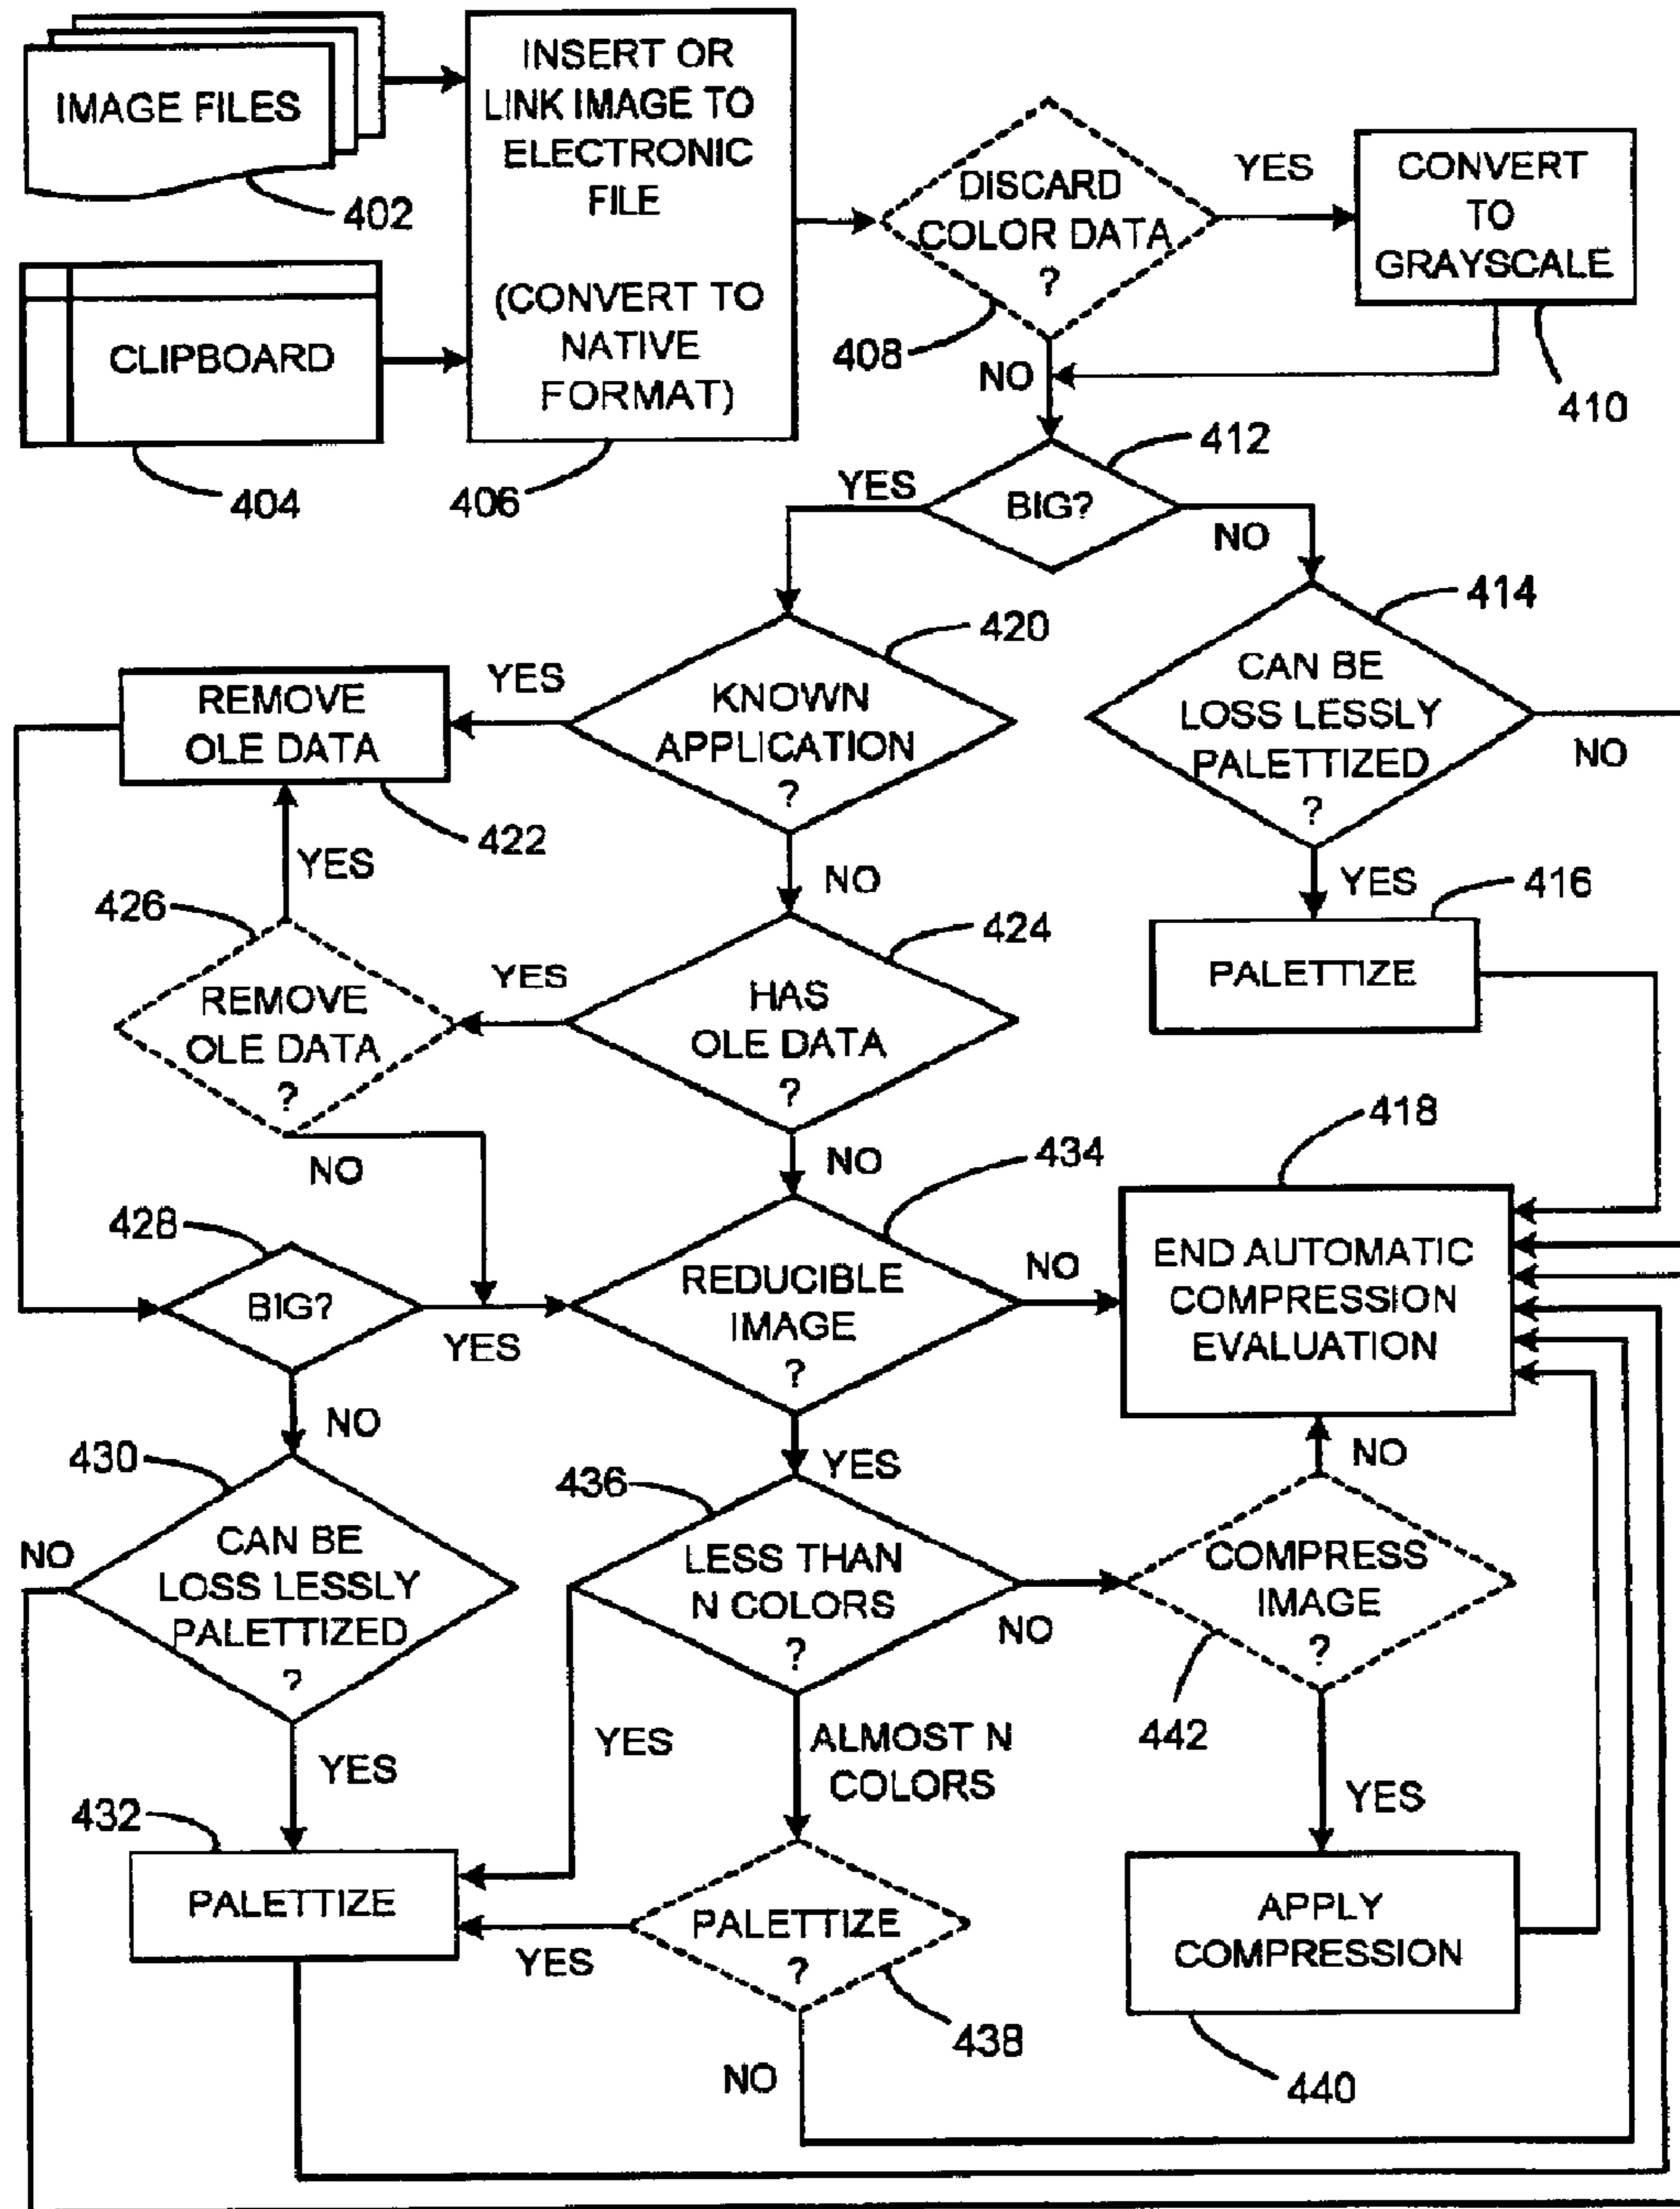 IMAGE FILES
402
CLIPBOARD
404
INSERT OR
LINK IMAGE TO
ELECTRONIC
FILE
(CONVERT TO
NATIVE
FORMAT)
406
DISCARD
COLOR DATA
?
408
YES
NO
CONVERT
TO
GRAYSCALE
410
412
BIG?
YES
NO
414
CAN BE
LOSS LESSLY
PALETTIZED
?
NO
YES
416
PALETTIZE
420
KNOWN
APPLICATION
?
YES
NO
REMOVE
OLE DATA
422
YES
426
REMOVE
OLE DATA
?
NO
424
HAS
OLE DATA
?
YES
NO
418
END AUTOMATIC
COMPRESSION
EVALUATION
428
BIG?
YES
NO
434
REDUCIBLE
IMAGE
?
NO
YES
430
CAN BE
LOSS LESSLY
PALETTIZED
?
NO
YES
436
LESS THAN
N COLORS
?
YES
NO
ALMOST N
COLORS
COMPRESS
IMAGE
?
442
NO
YES
432
PALETTIZE
PALETTIZE
?
438
YES
NO
APPLY
COMPRESSION
440